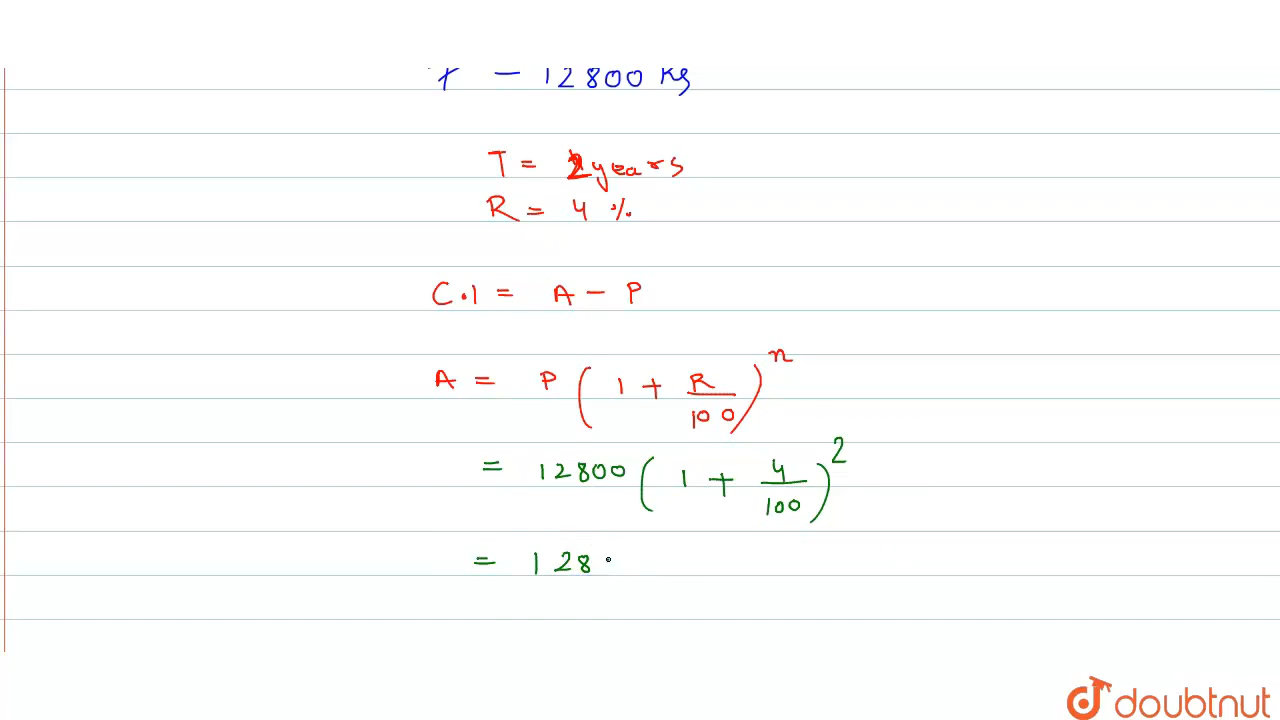 P - 12800 Rs
T = 2 years
R = 4 %
C.I = A - P
A = P ( 1 + R/100 )^n
= 12800 ( 1 + 4/100 )^2
= 128
doubtnut